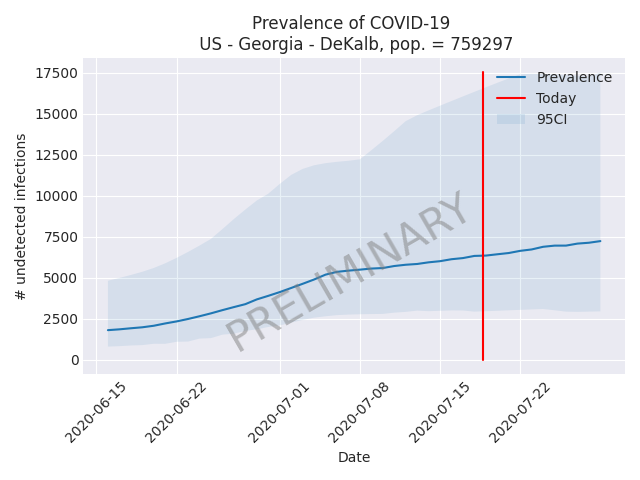 Prevalence of COVID-19
US - Georgia - DeKalb, pop. = 759297
17500
15000
12500
10000
7500
5000
2500
0
# undetected infections
Prevalence
Today
95CI
PRELIMINARY
2020-06-15
2020-06-22
2020-07-01
2020-07-08
2020-07-15
2020-07-22
Date